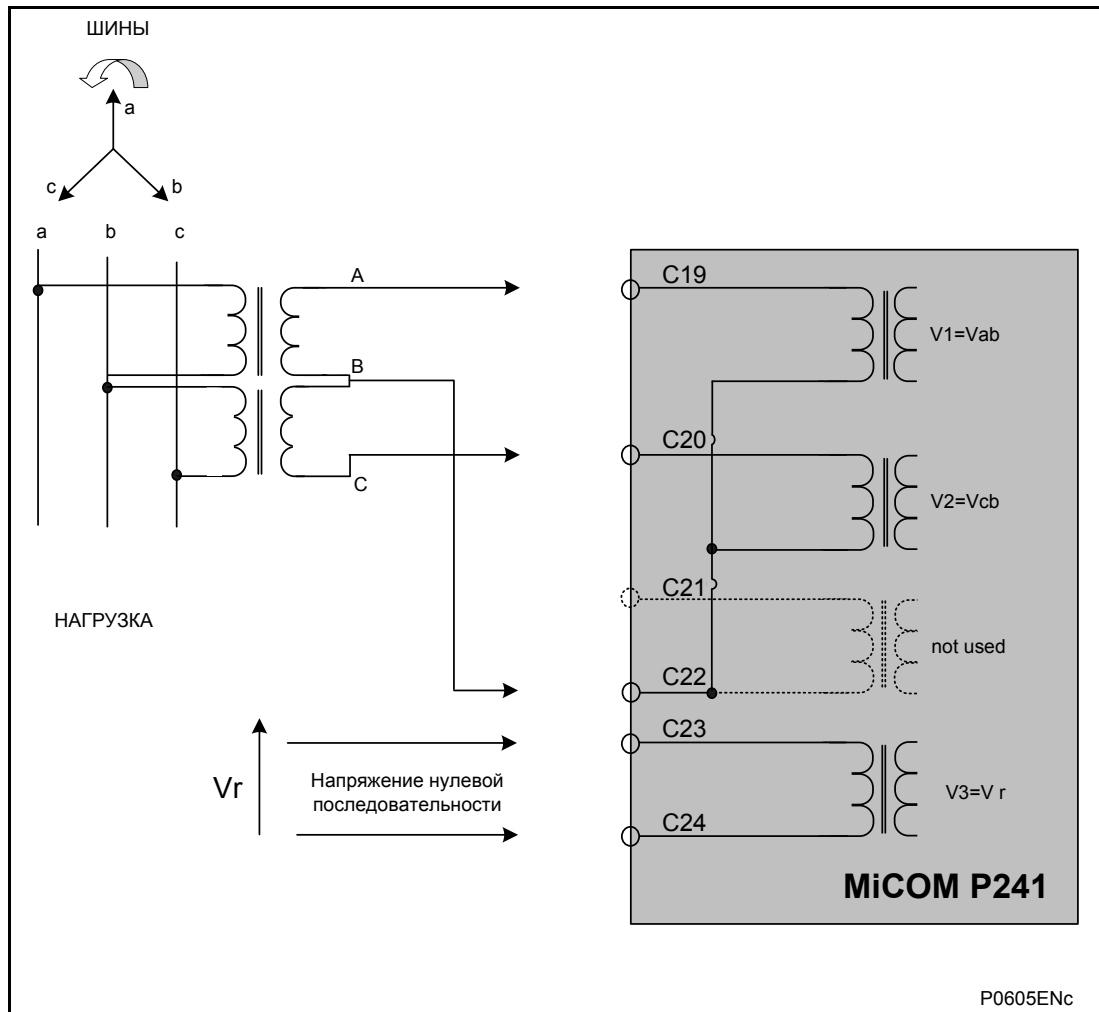 ШИНЫ
a
c
b
a
b
c
A
B
C
C19
V1=Vab
C20
V2=Vcb
C21
not used
C22
НАГРУЗКА
C23
Vr
Напряжение нулевой
последовательности
V3=V r
C24
MiCOM P241
P0605ENc